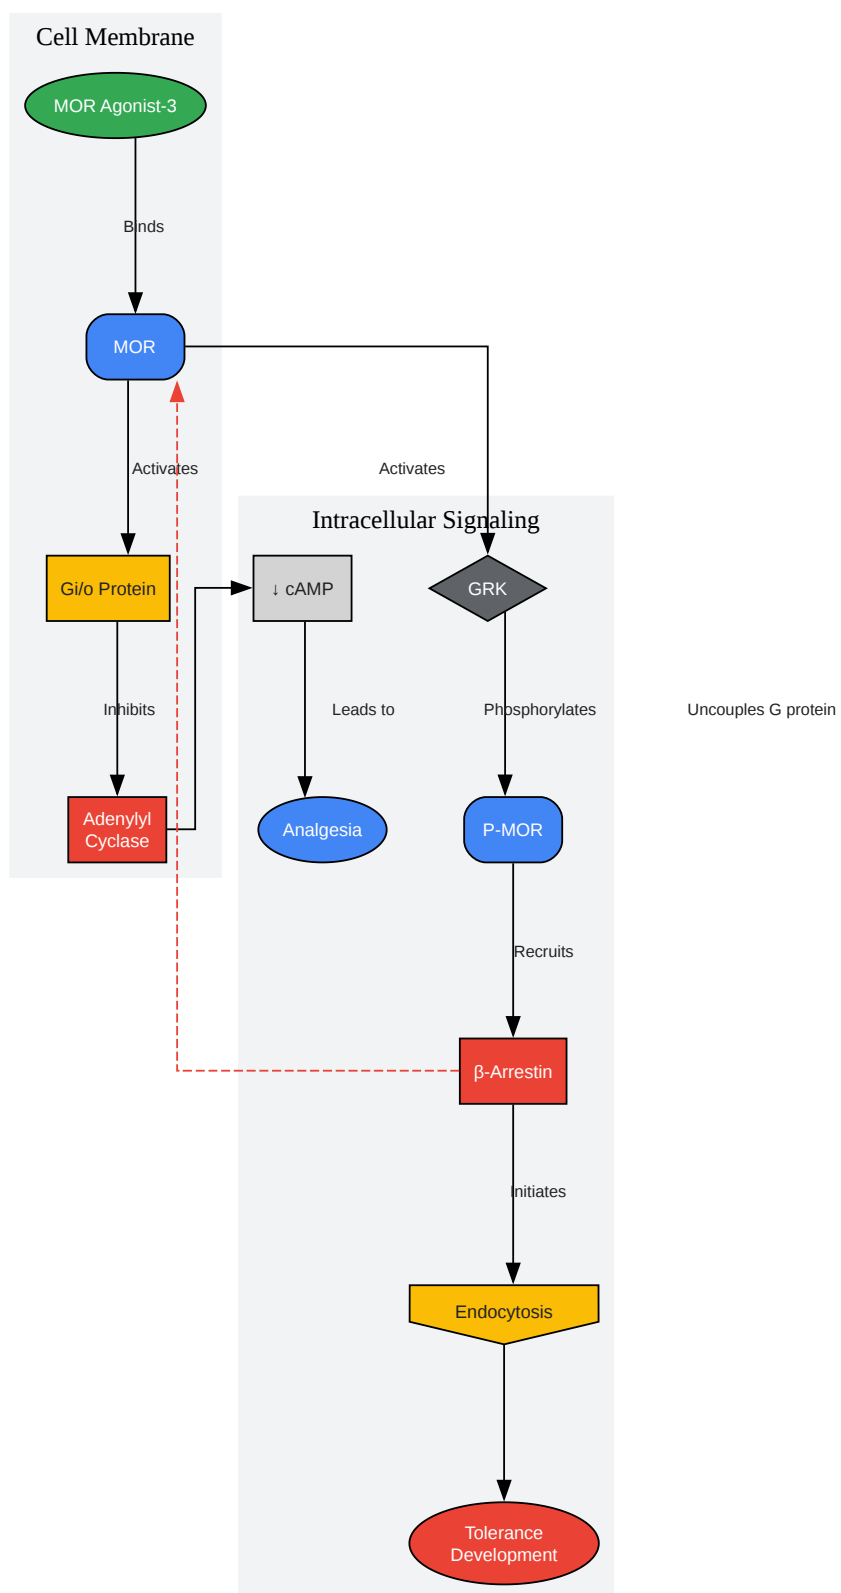 Cell Membrane
MOR Agonist-3
Binds
MOR
Activates
Activates
Intracellular Signaling
Gi/o Protein
↓ cAMP
GRK
Inhibits
Leads to
Phosphorylates
Uncouples G protein
Adenylyl
Cyclase
Analgesia
P-MOR
Recruits
β-Arrestin
Initiates
Endocytosis
Tolerance
Development